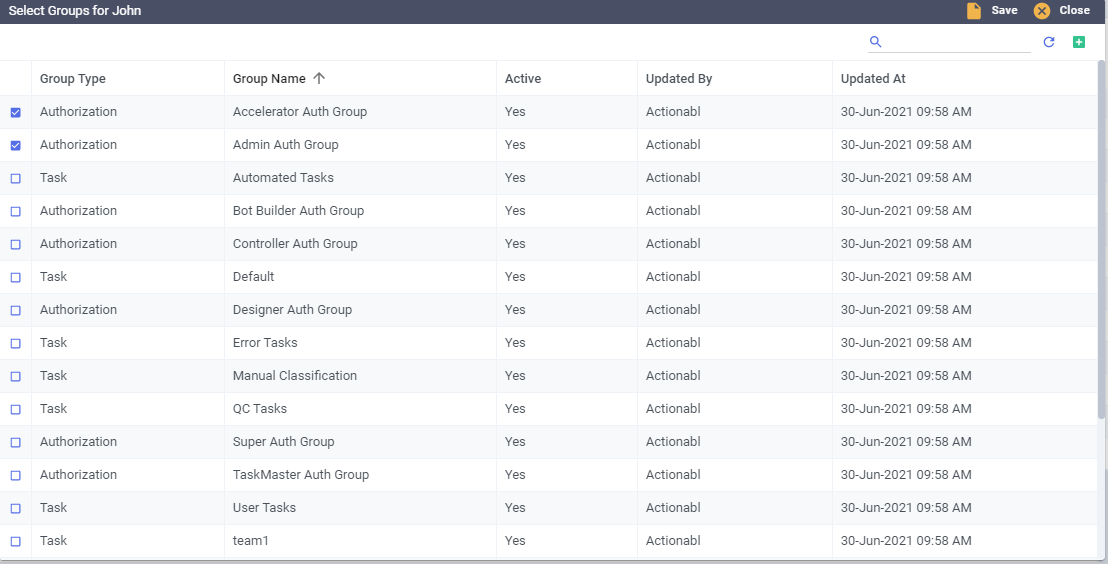 Select Groups for John Save Close
Group Type Group Name Active Updated By Updated At
Authorization Accelerator Auth Group Yes Actionabl 30-Jun-2021 09:58 AM
Authorization Admin Auth Group Yes Actionabl 30-Jun-2021 09:58 AM
Task Automated Tasks Yes Actionabl 30-Jun-2021 09:58 AM
Authorization Bot Builder Auth Group Yes Actionabl 30-Jun-2021 09:58 AM
Authorization Controller Auth Group Yes Actionabl 30-Jun-2021 09:58 AM
Task Default Yes Actionabl 30-Jun-2021 09:58 AM
Authorization Designer Auth Group Yes Actionabl 30-Jun-2021 09:58 AM
Task Error Tasks Yes Actionabl 30-Jun-2021 09:58 AM
Task Manual Classification Yes Actionabl 30-Jun-2021 09:58 AM
Task QC Tasks Yes Actionabl 30-Jun-2021 09:58 AM
Authorization Super Auth Group Yes Actionabl 30-Jun-2021 09:58 AM
Authorization TaskMaster Auth Group Yes Actionabl 30-Jun-2021 09:58 AM
Task User Tasks Yes Actionabl 30-Jun-2021 09:58 AM
Task team1 Yes Actionabl 30-Jun-2021 09:58 AM